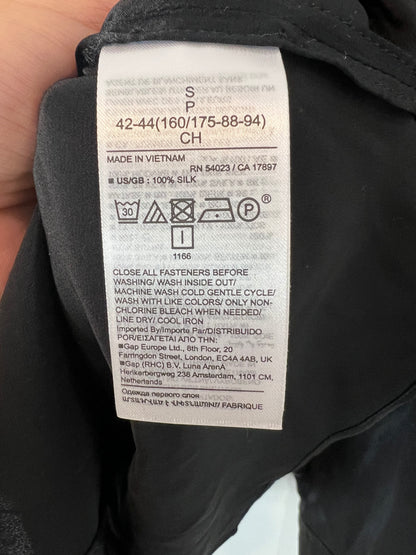 S
P
42-44(160/175-88-94)
CH
MADE IN VIETNAM RN 54023 / CA 17897
■ US/GB : 100% SILK
30 P ®
I
1166
CLOSE ALL FASTENERS BEFORE
WASHING/ WASH INSIDE OUT/
MACHINE WASH COLD GENTLE CYCLE/
WASH WITH LIKE COLORS/ ONLY NON-
CHLORINE BLEACH WHEN NEEDED/
LINE DRY/ COOL IRON
Imported By/Importe Par/DISTRIBUIDO
POR/ΕΙΣΑΓΕΤΑΙ ΑΠΟ ΤΗΝ:
■Gap Europe Ltd., 8th Floor, 20
Farringdon Street, London, EC4A 4AB, UK
■Gap (RHC) B.V. Luna ArenA
Herikerbergweg 238 Amsterdam, 1101 CM,
Netherlands
Одежда первого слоя
FABRIQUE